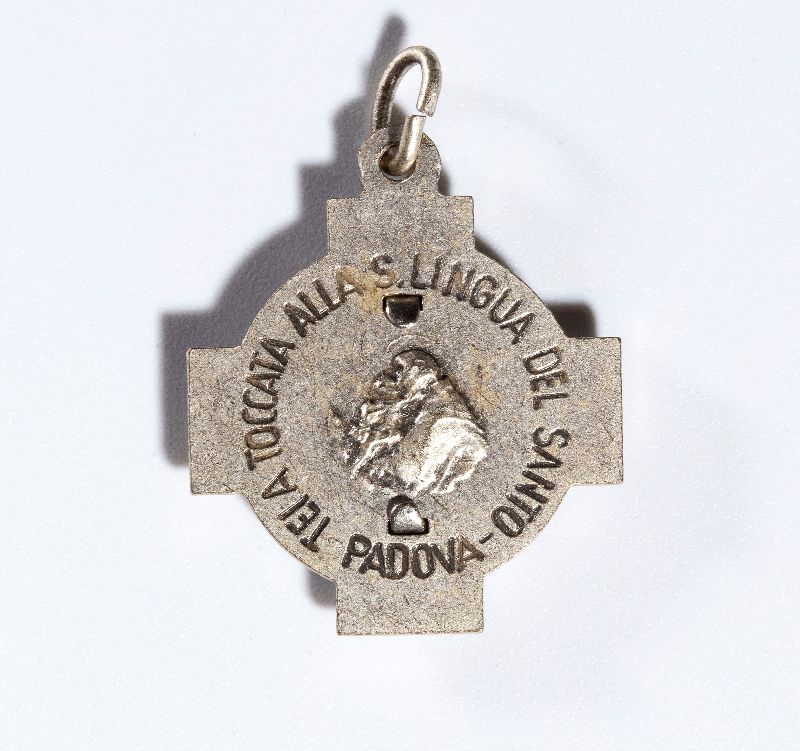 TELA TOCCATA ALLA S. LINGUA DEL SANTO - PADOVA -